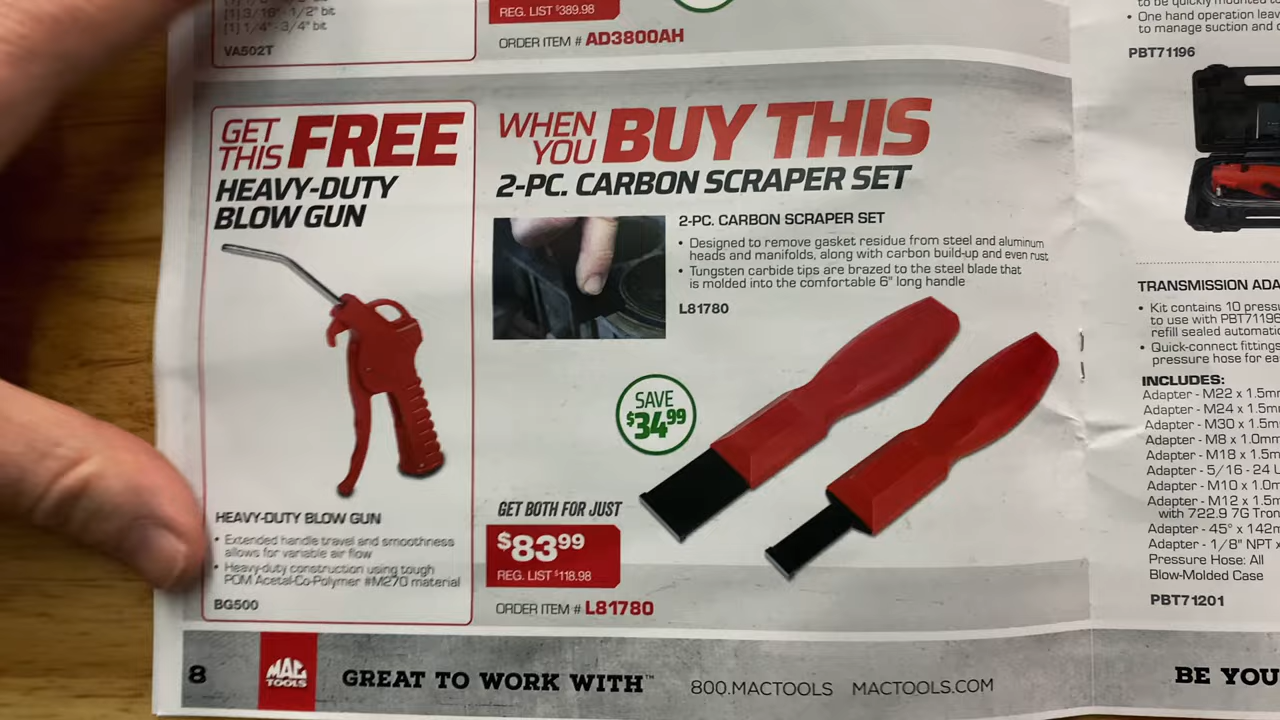 [1] 3/16" - 1/2" bit
[1] 1/4" - 3/4" bit
VA502T
REG. LIST $389.98
ORDER ITEM # AD3800AH
GET THIS FREE
HEAVY-DUTY
BLOW GUN
HEAVY-DUTY BLOW GUN
• Extended handle travel and smoothness
allows for variable air flow
• Heavy-duty construction using tough
POM Acetal-Co-Polymer #M270 material
BG500
WHEN YOU BUY THIS
2-PC. CARBON SCRAPER SET
2-PC. CARBON SCRAPER SET
• Designed to remove gasket residue from steel and aluminum
heads and manifolds, along with carbon build-up and even rust
• Tungsten carbide tips are brazed to the steel blade that
is molded into the comfortable 6" long handle
L81780
SAVE
$34.99
GET BOTH FOR JUST
$83.99
REG. LIST $118.98
ORDER ITEM # L81780
8
MAC
TOOLS
GREAT TO WORK WITH™
800.MACTOOLS
MACTOOLS.COM
to be quickly mounted
• One hand operation
to manage suction and
PBT71196
TRANSMISSION
• Kit contains 10
to use with PBT71196
refill sealed
• Quick-connect fittings
pressure hose for
INCLUDES:
Adapter - M22 x 1.5m
Adapter - M24 x 1.5m
Adapter - M30 x 1.5m
Adapter - M8 x 1.0m
Adapter - M18 x 1.5m
Adapter - 5/16 - 24
Adapter - M10 x 1.0m
Adapter - M12 x 1.5m
with 722.9 7G
Adapter - 45° x
Adapter - 1/8" NPT
Pressure Hose: All
Blow-Molded Case
PBT71201
BE YOU